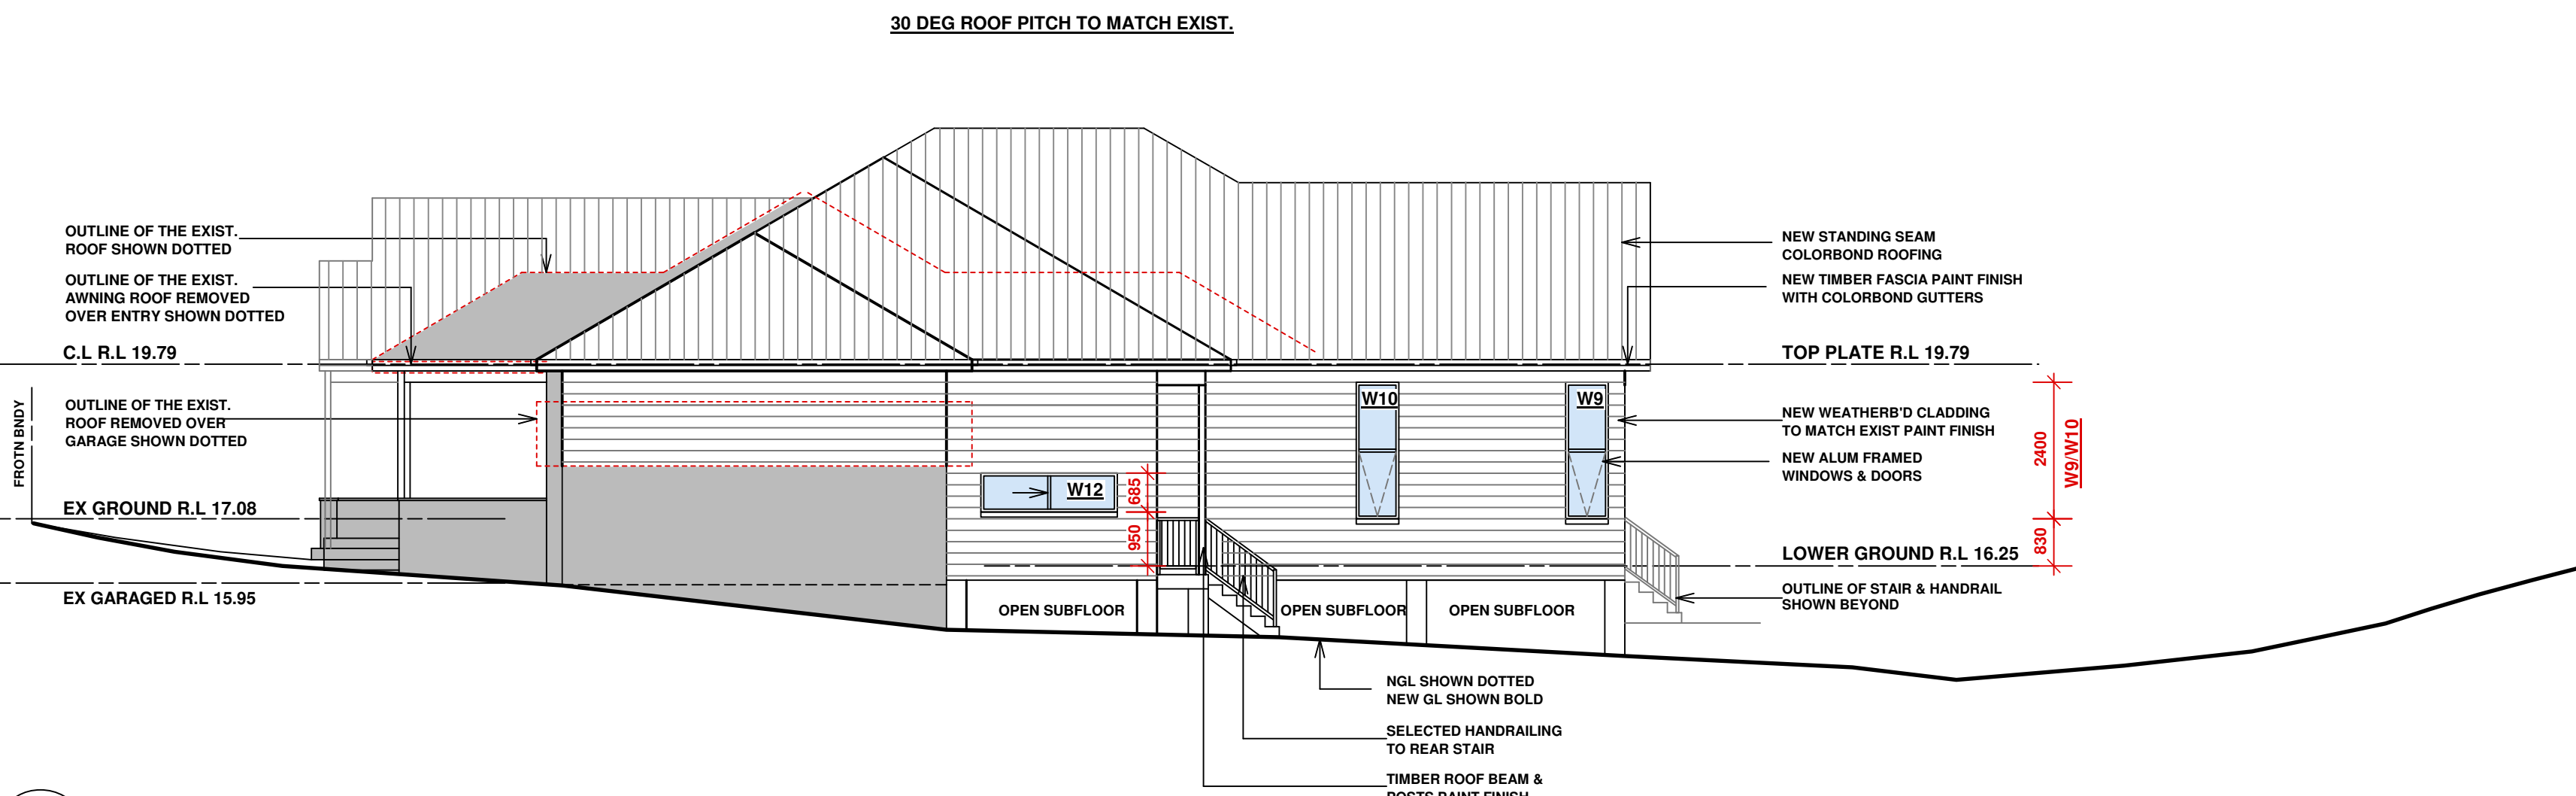 30 DEG ROOF PITCH TO MATCH EXIST.
OUTLINE OF THE EXIST.
ROOF SHOWN DOTTED
OUTLINE OF THE EXIST.
AWNING ROOF REMOVED
OVER ENTRY SHOWN DOTTED
C.L R.L 19.79
FROTN BNDY
OUTLINE OF THE EXIST.
ROOF REMOVED OVER
GARAGE SHOWN DOTTED
EX GROUND R.L 17.08
EX GARAGED R.L 15.95
W12
685
950
W10
W9
OPEN SUBFLOOR
OPEN SUBFLOOR
OPEN SUBFLOOR
NEW STANDING SEAM
COLORBOND ROOFING
NEW TIMBER FASCIA PAINT FINISH
WITH COLORBOND GUTTERS
TOP PLATE R.L 19.79
NEW WEATHERB'D CLADDING
TO MATCH EXIST PAINT FINISH
NEW ALUM FRAMED
WINDOWS & DOORS
2400
W9/W10
830
LOWER GROUND R.L 16.25
OUTLINE OF STAIR & HANDRAIL
SHOWN BEYOND
NGL SHOWN DOTTED
NEW GL SHOWN BOLD
SELECTED HANDRAILING
TO REAR STAIR
TIMBER ROOF BEAM &
POSTS PAINT FINISH